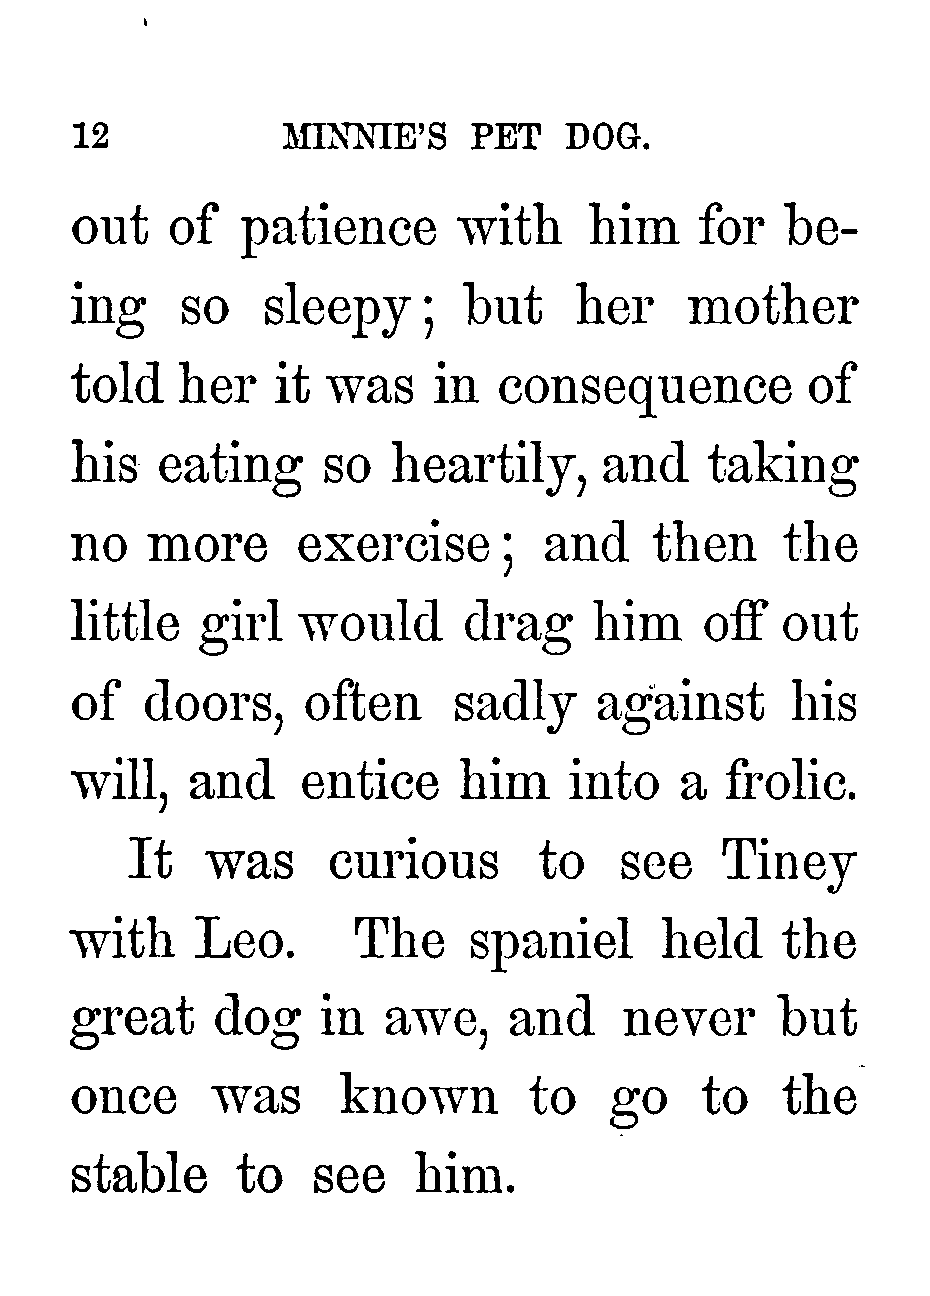 12 MINNIE'S PET DOG.
out of patience with him for be-
ing so sleepy; but her mother
told her it was in consequence of
his eating so heartily, and taking
no more exercise; and then the
little girl would drag him off out
of doors, often sadly against his
will, and entice him into a frolic.
It was curious to see Tiney
with Leo. The spaniel held the
great dog in awe, and never but
once was known to go to the
stable to see him.